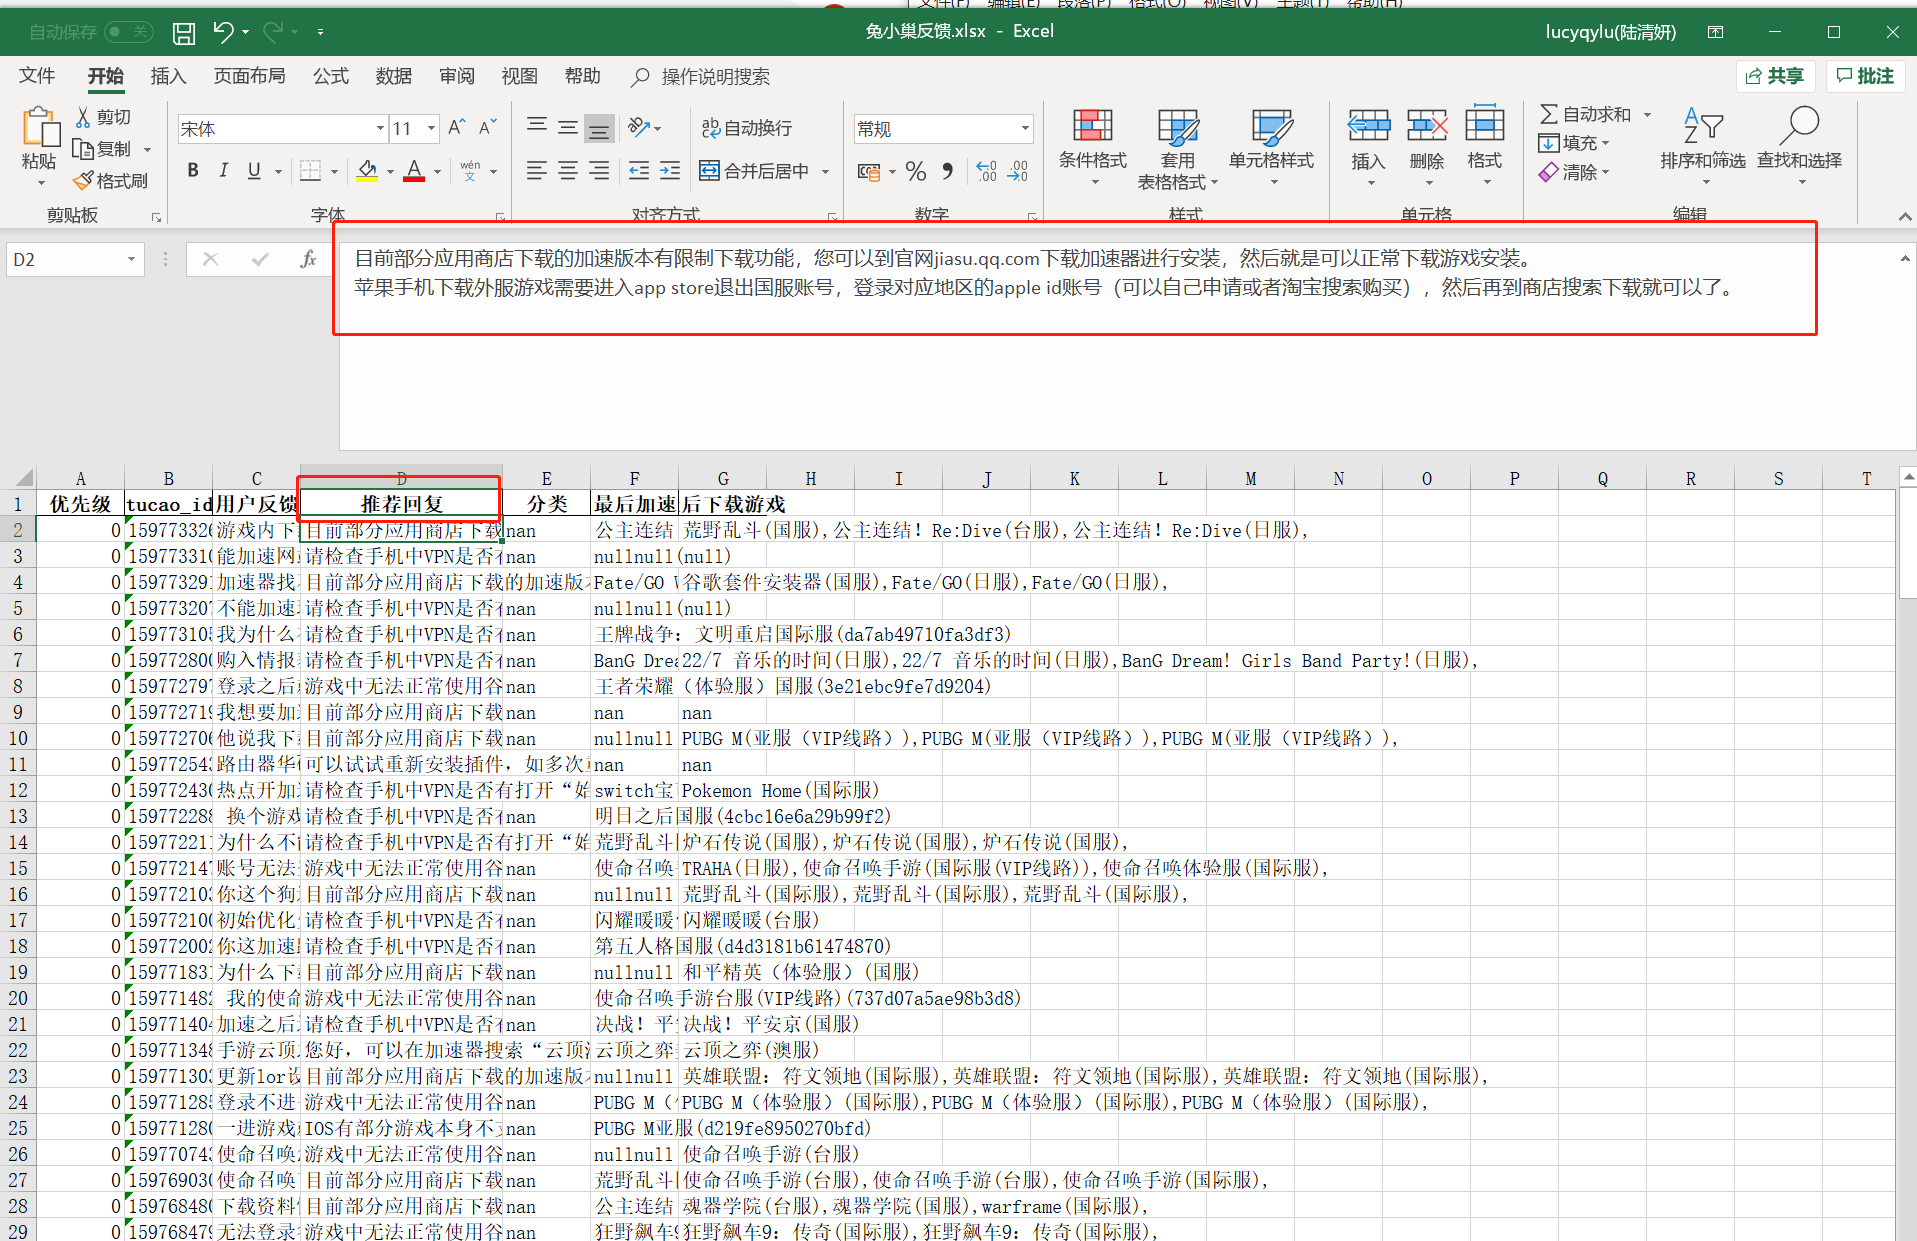 文件(F) 编辑(E) 段落(P) 格式(O) 视图(V) 主题(T) 帮助(H)
自动保存 关 兔小巢反馈.xlsx - Excel lucyqylu(陆清妍)
文件 开始 插入 页面布局 公式 数据 审阅 视图 帮助 操作说明搜索 共享 批注
粘贴 剪切 复制 格式刷 剪贴板
宋体 11 A A B I U A wén 文 字体
ab 自动换行 合并后居中 对齐方式
常规 % 数字
条件格式 套用表格格式 单元格样式 样式
插入 删除 格式 单元格
自动求和 填充 清除 排序和筛选 查找和选择 编辑
D2 fx 目前部分应用商店下载的加速版本有限制下载功能，您可以到官网jiasu.qq.com下载加速器进行安装，然后就是可以正常下载游戏安装。
苹果手机下载外服游戏需要进入app store退出国服账号，登录对应地区的apple id账号（可以自己申请或者淘宝搜索购买），然后再到商店搜索下载就可以了。
A B C D E F G H I J K L M N O P Q R S T
1 优先级 tucao_id 用户反馈 推荐回复 分类 最后加速 后下载游戏
2 0 159773326 游戏内下 目前部分应用商店下载 nan 公主连结 荒野乱斗(国服),公主连结！Re:Dive(台服),公主连结！Re:Dive(日服),
3 0 159773310 能加速网 请检查手机中VPN是否有 nan nullnull(null)
4 0 159773291 加速器找 目前部分应用商店下载的加速版本 Fate/GO 谷歌套件安装器(国服),Fate/GO(日服),Fate/GO(日服),
5 0 159773207 不能加速 请检查手机中VPN是否有 nan nullnull(null)
6 0 159773105 我为什么 请检查手机中VPN是否有 nan 王牌战争：文明重启国际服(da7ab49710fa3df3)
7 0 159772800 购入情报 请检查手机中VPN是否有 nan BanG Drea 22/7 音乐的时间(日服),22/7 音乐的时间(日服),BanG Dream! Girls Band Party!(日服),
8 0 159772797 登录之后 游戏中无法正常使用谷 nan 王者荣耀（体验服）国服(3e21ebc9fe7d9204)
9 0 159772719 我想要加 目前部分应用商店下载 nan nan nan
10 0 159772706 他说我下 目前部分应用商店下载 nan nullnull PUBG M(亚服（VIP线路）),PUBG M(亚服（VIP线路）),PUBG M(亚服（VIP线路）),
11 0 159772543 路由器华 可以试试重新安装插件，如多次 nan nan
12 0 159772430 热点开加 请检查手机中VPN是否有打开“始 switch宝 Pokemon Home(国际服)
13 0 159772288 换个游戏 请检查手机中VPN是否有 nan 明日之后国服(4cbc16e6a29b99f2)
14 0 159772211 为什么不 请检查手机中VPN是否有打开“始 荒野乱斗 炉石传说(国服),炉石传说(国服),炉石传说(国服),
15 0 159772147 账号无法 游戏中无法正常使用谷 nan 使命召唤 TRAHA(日服),使命召唤手游(国际服(VIP线路)),使命召唤体验服(国际服),
16 0 159772103 你这个狗 目前部分应用商店下载 nan nullnull 荒野乱斗(国际服),荒野乱斗(国际服),荒野乱斗(国际服),
17 0 159772100 初始优化 请检查手机中VPN是否有 nan 闪耀暖暖 闪耀暖暖(台服)
18 0 159772002 你这加速 请检查手机中VPN是否有 nan 第五人格国服(d4d3181b61474870)
19 0 159771831 为什么下 目前部分应用商店下载 nan nullnull 和平精英（体验服）(国服)
20 0 159771482 我的使命 游戏中无法正常使用谷 nan 使命召唤手游台服(VIP线路)(737d07a5ae98b3d8)
21 0 159771404 加速之后 请检查手机中VPN是否有 nan 决战！平 决战！平安京(国服)
22 0 159771348 手游云顶 您好，可以在加速器搜索“云顶 云顶之弈 云顶之弈(澳服)
23 0 159771303 更新lor设 目前部分应用商店下载的加速版本 nullnull 英雄联盟：符文领地(国际服),英雄联盟：符文领地(国际服),英雄联盟：符文领地(国际服),
24 0 159771285 登录不进 游戏中无法正常使用谷 nan PUBG M（ PUBG M（体验服）(国际服),PUBG M（体验服）(国际服),PUBG M（体验服）(国际服),
25 0 159771280 一进游戏 IOS有部分游戏本身不 nan PUBG M亚服(d219fe8950270bfd)
26 0 159770743 使命召唤 游戏中无法正常使用谷 nan nullnull 使命召唤手游(台服)
27 0 159769030 使命召唤 目前部分应用商店下载 nan 荒野乱斗 使命召唤手游(台服),使命召唤手游(台服),使命召唤手游(国际服),
28 0 159768480 下载资料 目前部分应用商店下载 nan 公主连结 魂器学院(台服),魂器学院(国服),warframe(国际服),
29 0 159768479 无法登录 游戏中无法正常使用谷 nan 狂野飙车9 狂野飙车9：传奇(国际服),狂野飙车9：传奇(国际服),